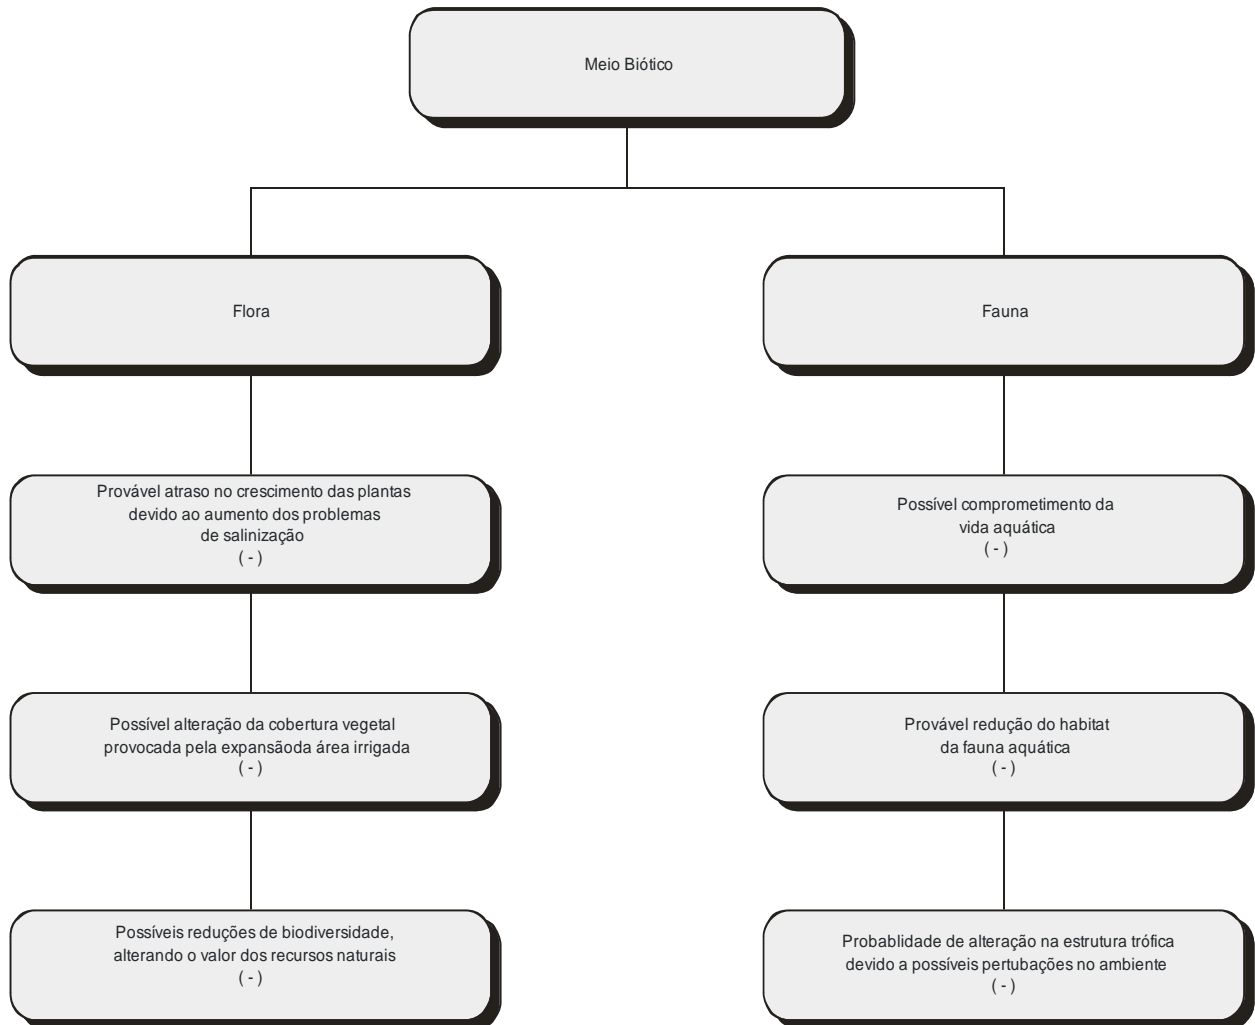 Meio Biótico
Flora
Fauna
Provável atraso no crescimento das plantas
devido ao aumento dos problemas
de salinização
( - )
Possível comprometimento da
vida aquática
( - )
Possível alteração da cobertura vegetal
provocada pela expansãoda área irrigada
( - )
Provável redução do habitat
da fauna aquática
( - )
Possíveis reduções de biodiversidade,
alterando o valor dos recursos naturais
( - )
Probablidade de alteração na estrutura trófica
devido a possíveis pertubações no ambiente
( - )